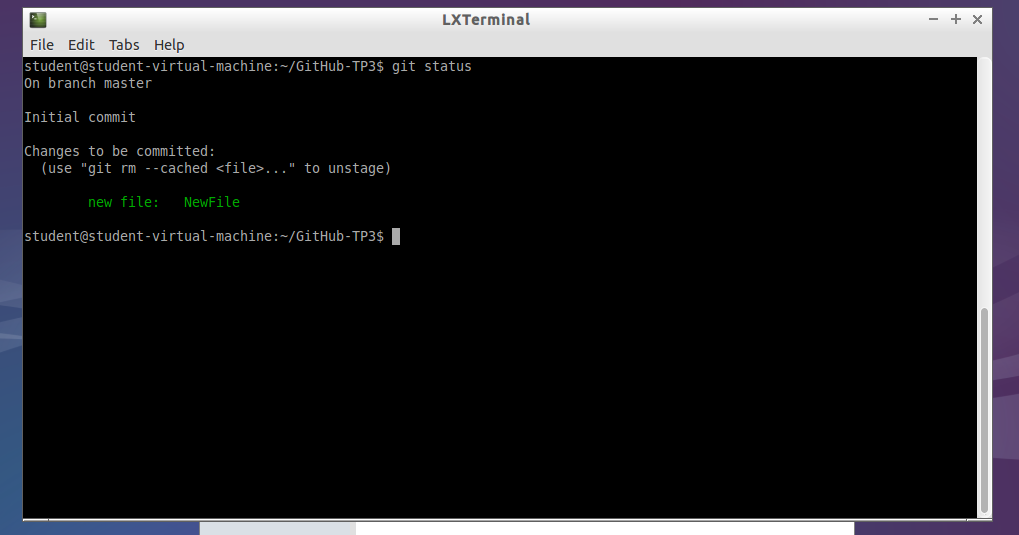 LXTerminal
File Edit Tabs Help
student@student-virtual-machine:~/GitHub-TP3$ git status
On branch master
Initial commit
Changes to be committed:
  (use "git rm --cached <file>..." to unstage)
        new file:   NewFile
student@student-virtual-machine:~/GitHub-TP3$